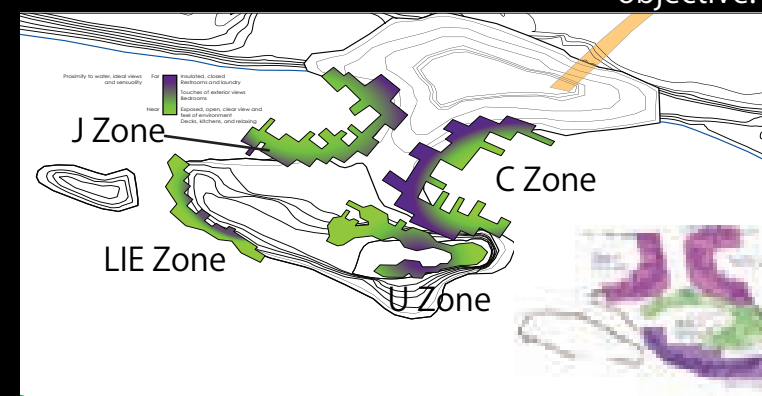 objective.
Proximity to water, ideal views
and sensuality
Far
Insulated, closed
Restrooms and laundry
Touches of exterior views
Bedrooms
Near
Exposed, open, clear view and
feel of environment
Decks, kitchens, and relaxing
J Zone
C Zone
LIE Zone
U Zone